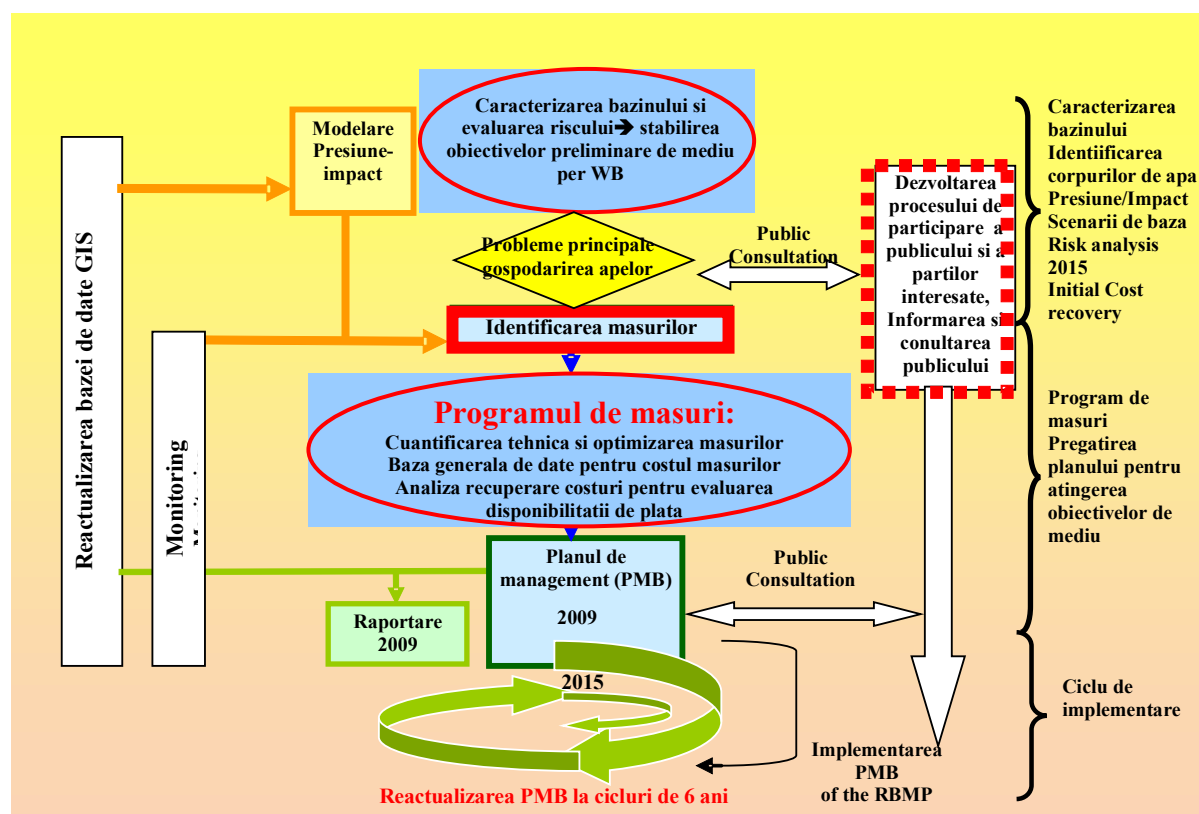 Caracterizarea bazinului si
evaluarea riscului➔ stabilirea
obiectivelor preliminare de mediu
per WB
Modelare
Presiune-
impact
Reactualizarea bazei de date GIS
Monitoring
Probleme principale
gospodarirea apelor
Public
Consultation
Dezvoltarea
procesului de
participare a
publicului si a
partilor
interesate,
Informarea si
conultarea
publicului
Caracterizarea
bazinului
Identiificarea
corpurilor de apa
Presiune/Impact
Scenarii de baza
Risk analysis
2015
Initial Cost
recovery
Identificarea masurilor
Programul de masuri:
Cuantificarea tehnica si optimizarea masurilor
Baza generala de date pentru costul masurilor
Analiza recuperare costuri pentru evaluarea
disponibilitatii de plata
Program de
masuri
Pregatirea
planului pentru
atingerea
obiectivelor de
mediu
Planul de
management (PMB)
2009
Public
Consultation
Raportare
2009
2015
Ciclu de
implementare
Implementarea
PMB
of the RBMP
Reactualizarea PMB la cicluri de 6 ani